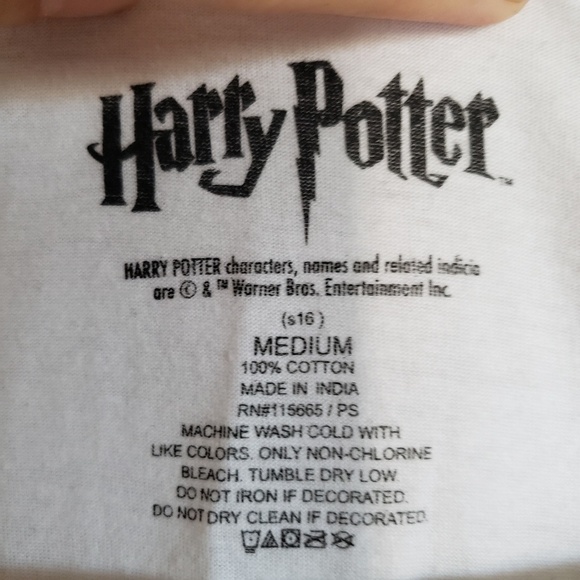 Harry Potter™
HARRY POTTER characters, names and related indicia
are © & ™ Warner Bros. Entertainment Inc.
(s16)
MEDIUM
100% COTTON
MADE IN INDIA
RN#115665 / PS
MACHINE WASH COLD WITH
LIKE COLORS. ONLY NON-CHLORINE
BLEACH. TUMBLE DRY LOW.
DO NOT IRON IF DECORATED.
DO NOT DRY CLEAN IF DECORATED.